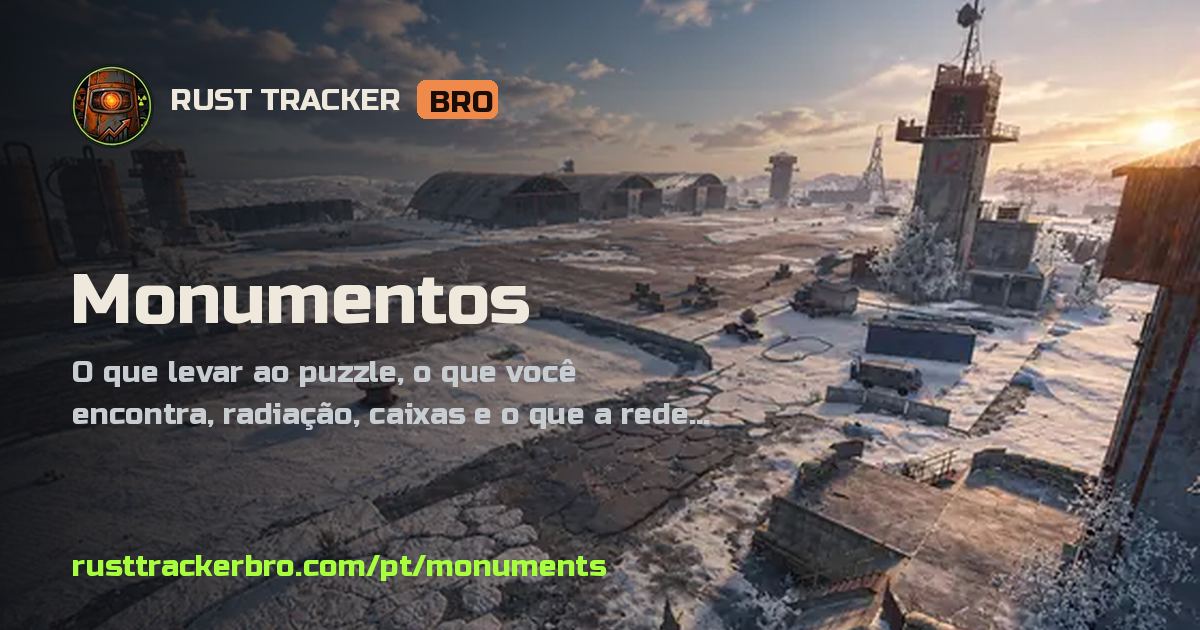 RUST TRACKER BRO
12
Monumentos
O que levar ao puzzle, o que você
encontra, radiação, caixas e o que a rede...
rusttrackerbro.com/pt/monuments